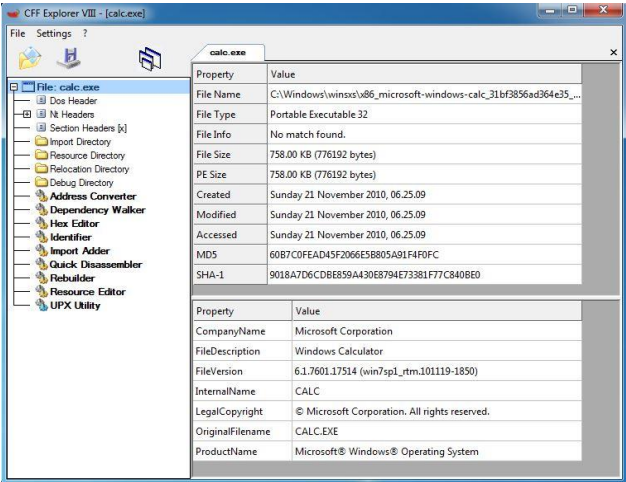 CFF Explorer VIII - [calc.exe]
File Settings ?
calc.exe
File: calc.exe
Dos Header
Nt Headers
Section Headers [x]
Import Directory
Resource Directory
Relocation Directory
Debug Directory
Address Converter
Dependency Walker
Hex Editor
Identifier
Import Adder
Quick Disassembler
Rebuilder
Resource Editor
UPX Utility
Property Value
File Name C:\Windows\winsxs\x86_microsoft-windows-calc_31bf3856ad364e35_...
File Type Portable Executable 32
File Info No match found.
File Size 758.00 KB (776192 bytes)
PE Size 758.00 KB (776192 bytes)
Created Sunday 21 November 2010, 06.25.09
Modified Sunday 21 November 2010, 06.25.09
Accessed Sunday 21 November 2010, 06.25.09
MD5 60B7C0FEAD45F2066E5B805A91F4F0FC
SHA-1 9018A7D6CDBE859A430E8794E73381F77C840BE0
Property Value
CompanyName Microsoft Corporation
FileDescription Windows Calculator
FileVersion 6.1.7601.17514 (win7sp1_rtm.101119-1850)
InternalName CALC
LegalCopyright © Microsoft Corporation. All rights reserved.
OriginalFilename CALC.EXE
ProductName Microsoft® Windows® Operating System